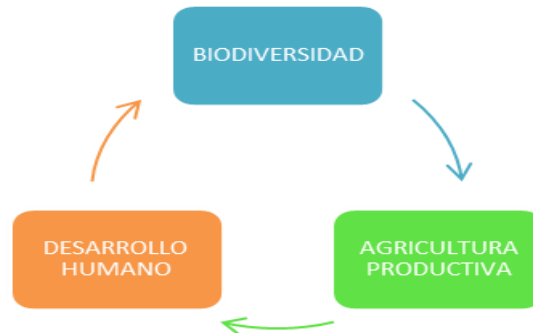 BIODIVERSIDAD
DESARROLLO
HUMANO
AGRICULTURA
PRODUCTIVA